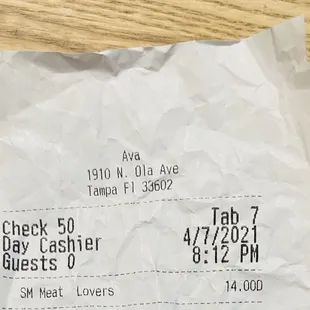 Ava
1910 N. Ola Ave
Tampa Fl 33602
Check 50 Tab 7
Day Cashier 4/7/2021
Guests 0 8:12 PM
SM Meat Lovers 14.00D